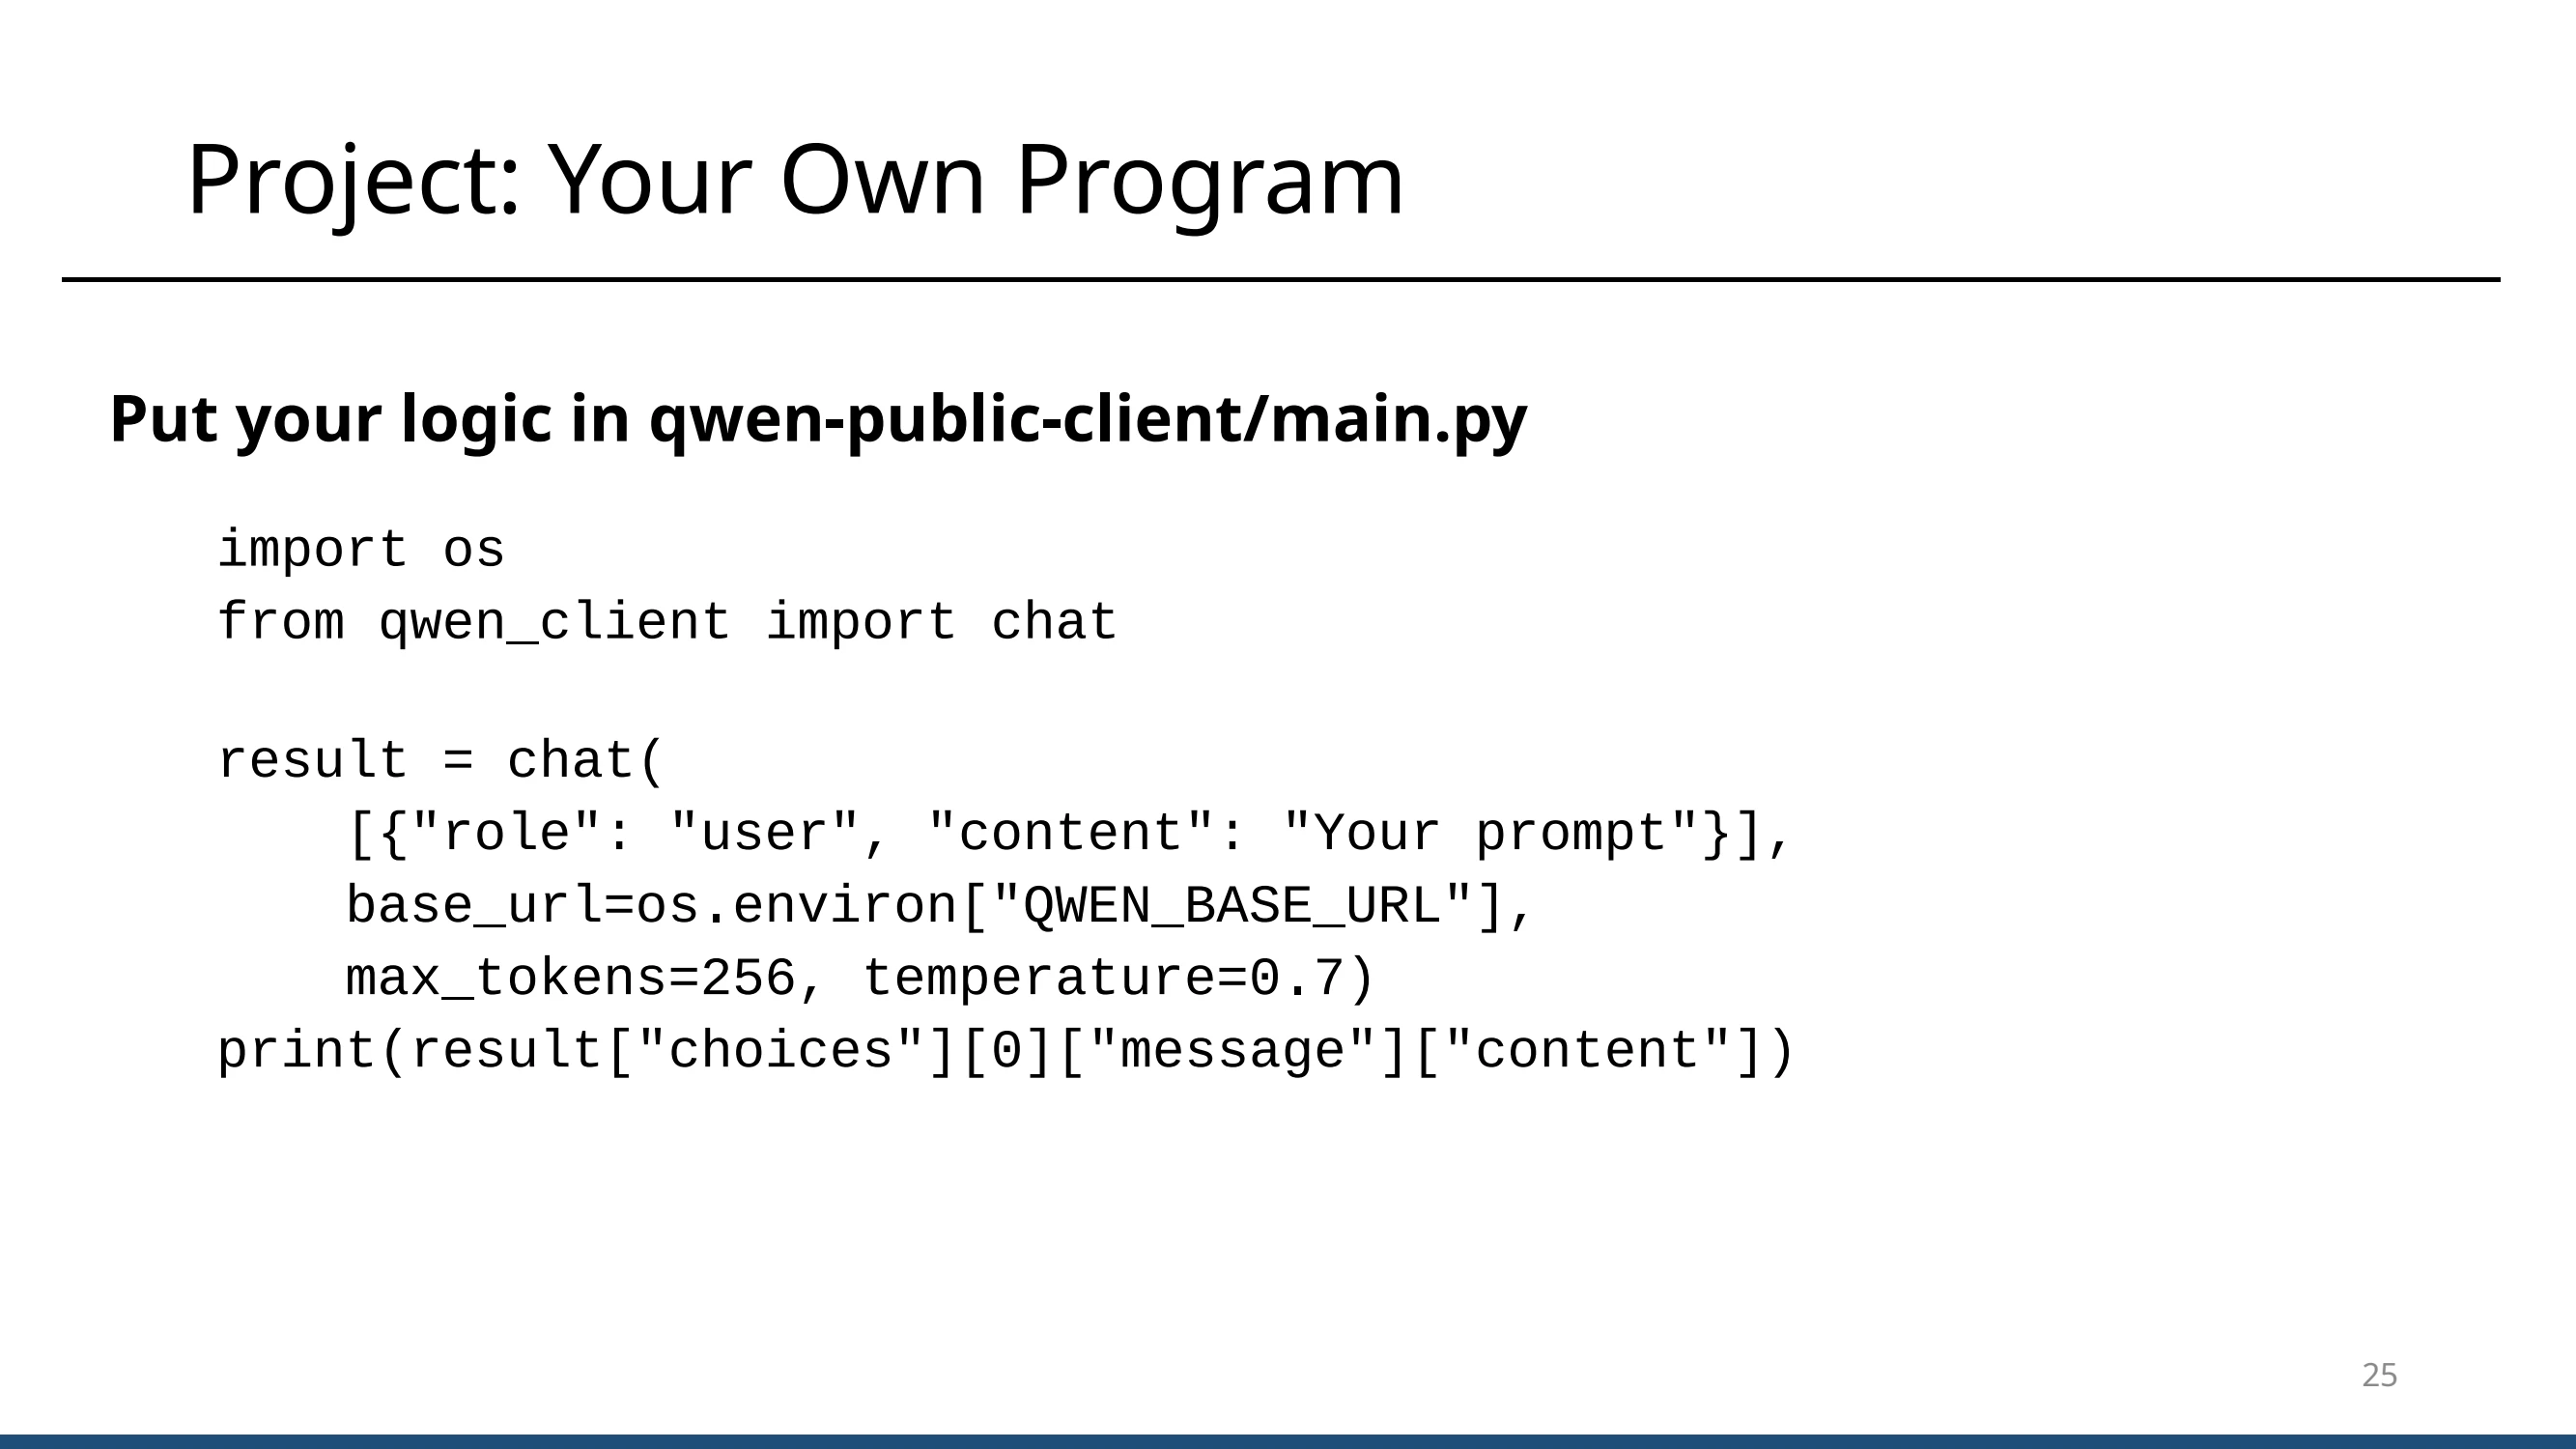 Project: Your Own Program
Put your logic in qwen-public-client/main.py
import os
from qwen_client import chat
result = chat(
    [{"role": "user", "content": "Your prompt"}],
    base_url=os.environ["QWEN_BASE_URL"],
    max_tokens=256, temperature=0.7)
print(result["choices"][0]["message"]["content"])
25